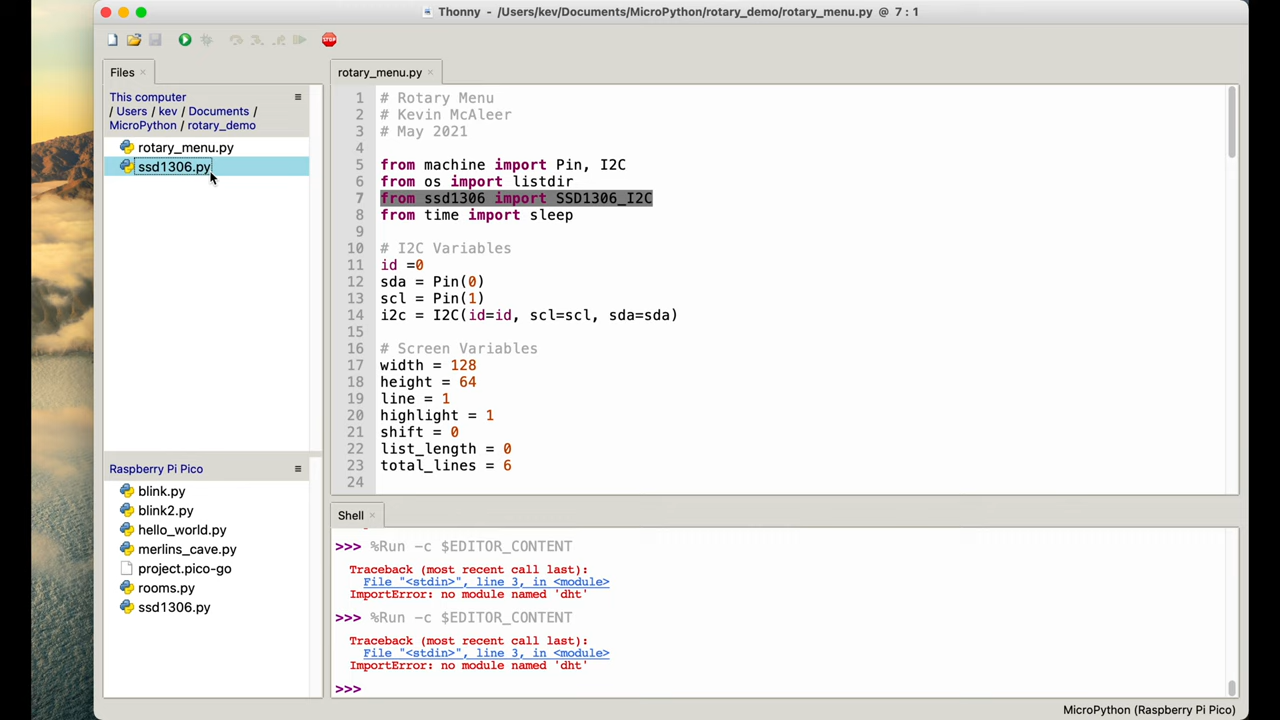 Thonny - /Users/kev/Documents/MicroPython/rotary_demo/rotary_menu.py @ 7 : 1
Files
This computer
/ Users / kev / Documents /
MicroPython / rotary_demo
rotary_menu.py
ssd1306.py
Raspberry Pi Pico
blink.py
blink2.py
hello_world.py
merlins_cave.py
project.pico-go
rooms.py
ssd1306.py
rotary_menu.py
1 # Rotary Menu
2 # Kevin McAleer
3 # May 2021
4
5 from machine import Pin, I2C
6 from os import listdir
7 from ssd1306 import SSD1306_I2C
8 from time import sleep
9
10 # I2C Variables
11 id =0
12 sda = Pin(0)
13 scl = Pin(1)
14 i2c = I2C(id=id, scl=scl, sda=sda)
15
16 # Screen Variables
17 width = 128
18 height = 64
19 line = 1
20 highlight = 1
21 shift = 0
22 list_length = 0
23 total_lines = 6
24
Shell
>>> %Run -c $EDITOR_CONTENT
Traceback (most recent call last):
File "<stdin>", line 3, in <module>
ImportError: no module named 'dht'
>>> %Run -c $EDITOR_CONTENT
Traceback (most recent call last):
File "<stdin>", line 3, in <module>
ImportError: no module named 'dht'
>>>
MicroPython (Raspberry Pi Pico)